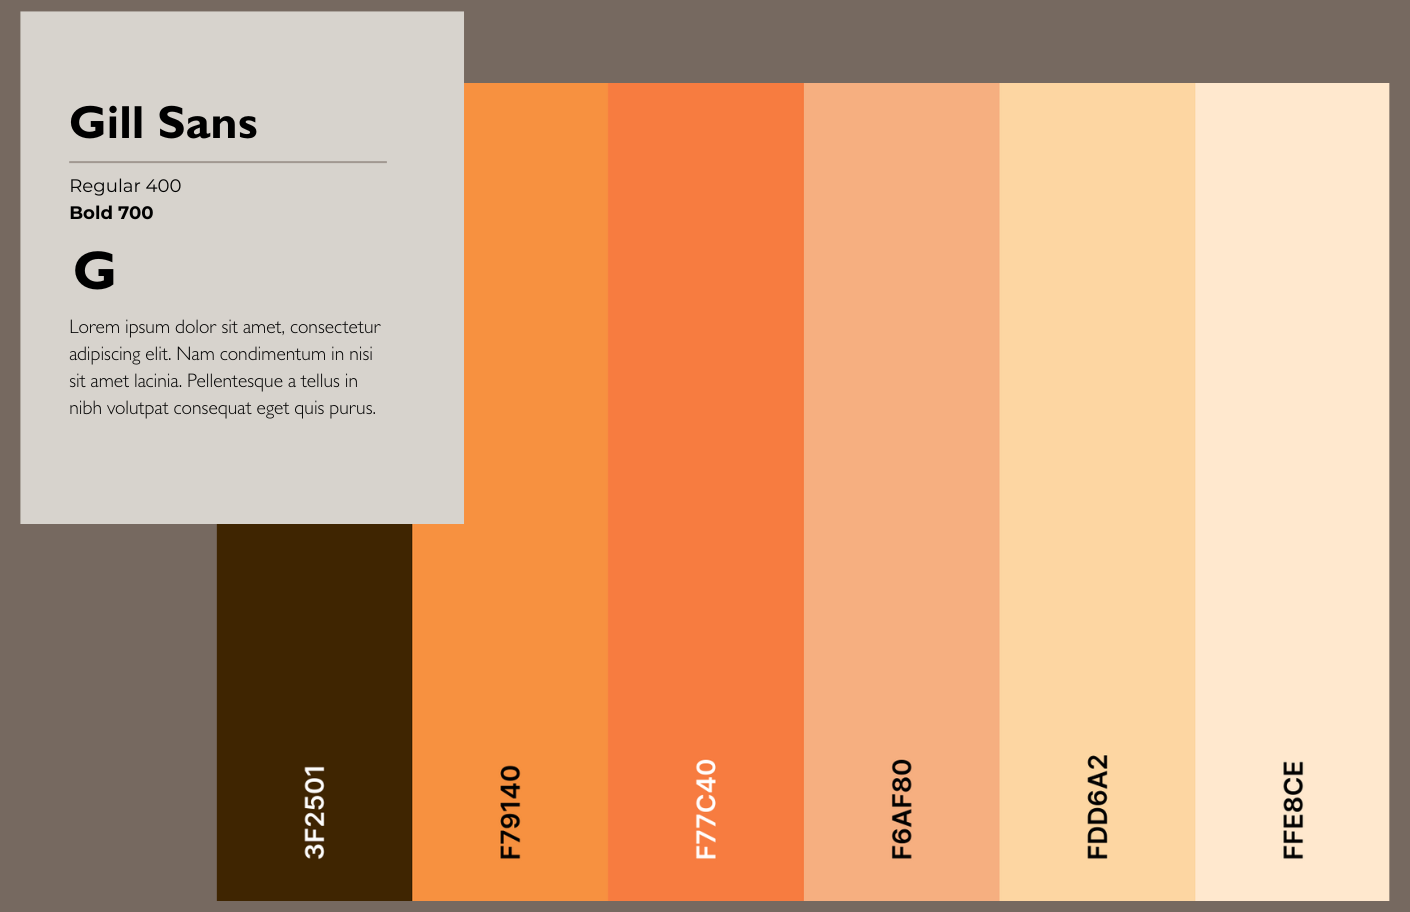 Gill Sans
Regular 400
Bold 700
G
Lorem ipsum dolor sit amet, consectetur
adipiscing elit. Nam condimentum in nisi
sit amet lacinia. Pellentesque a tellus in
nibh volutpat consequat eget quis purus.
3F2501
F79140
F77C40
F6AF80
FDD6A2
FFE8CE